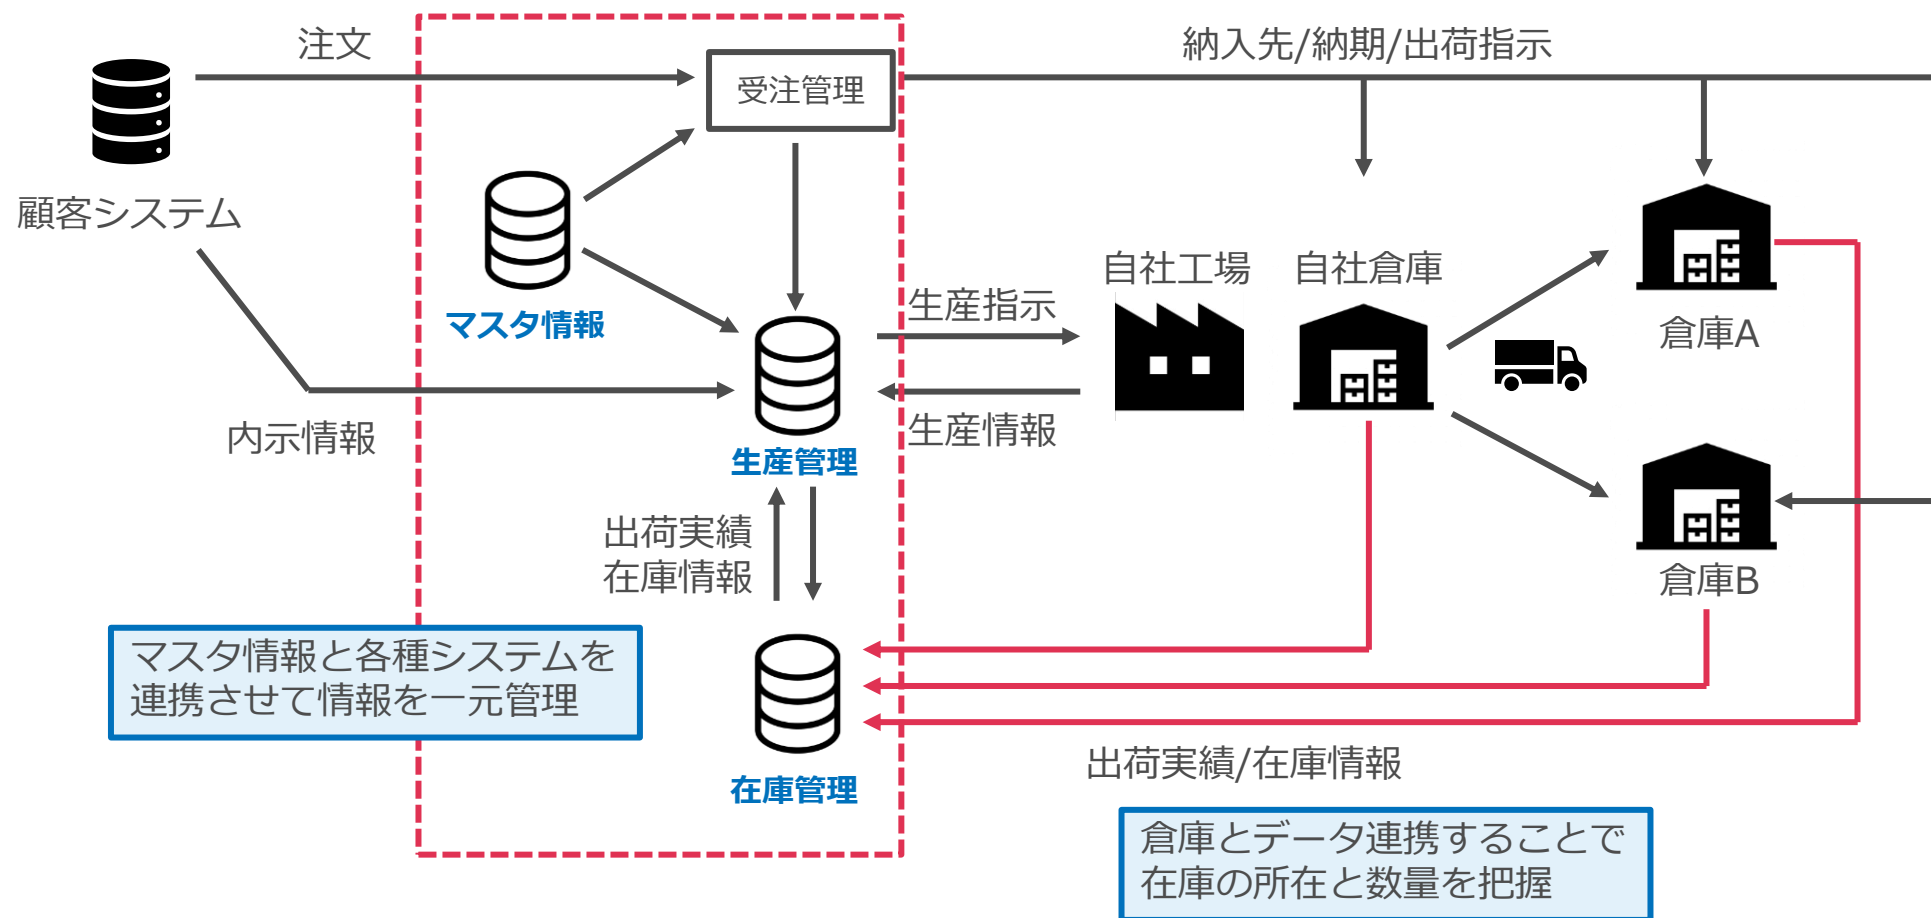 注文
納入先/納期/出荷指示
受注管理
顧客システム
マスタ情報
自社工場
自社倉庫
生産指示
倉庫A
内示情報
生産情報
生産管理
出荷実績
在庫情報
倉庫B
マスタ情報と各種システムを
連携させて情報を一元管理
在庫管理
出荷実績/在庫情報
倉庫とデータ連携することで
在庫の所在と数量を把握